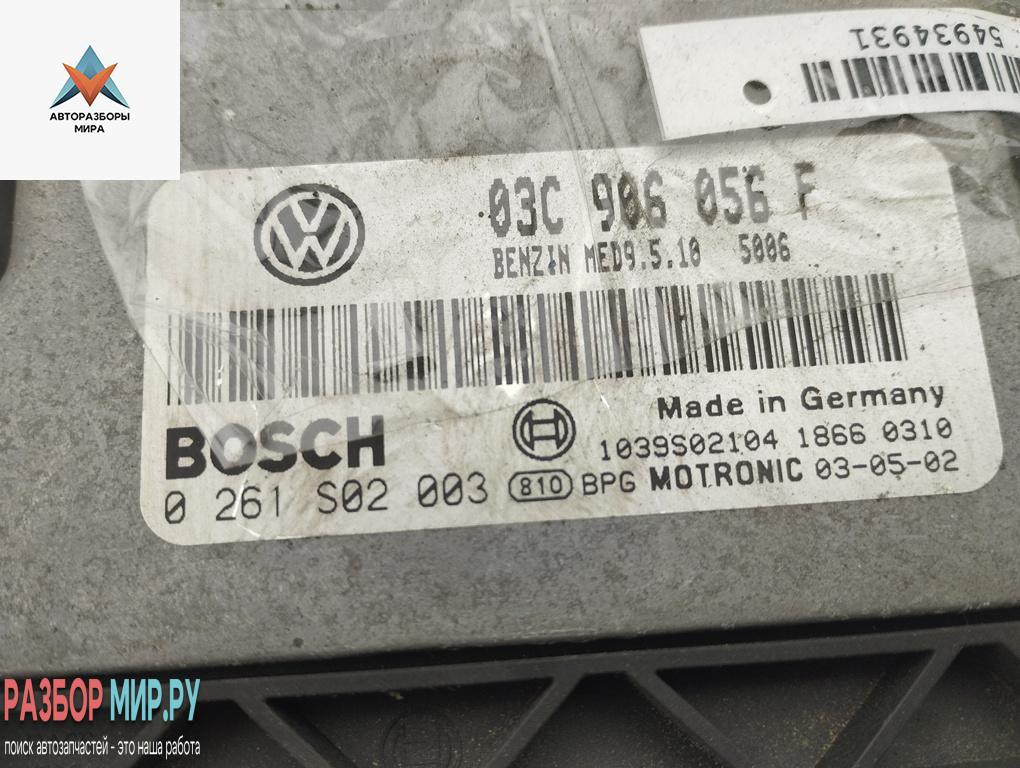 АВТОРАЗБОРЫ
МИРА
54934931
03C 906 056 F
BENZIN MED9.5.10 5006
Made in Germany
BOSCH
1039S02104 1866 0310
0 261 S02 003 810 BPG MOTRONIC 03-05-02
РАЗБОР МИР.РУ
поиск автозапчастей - это наша работа